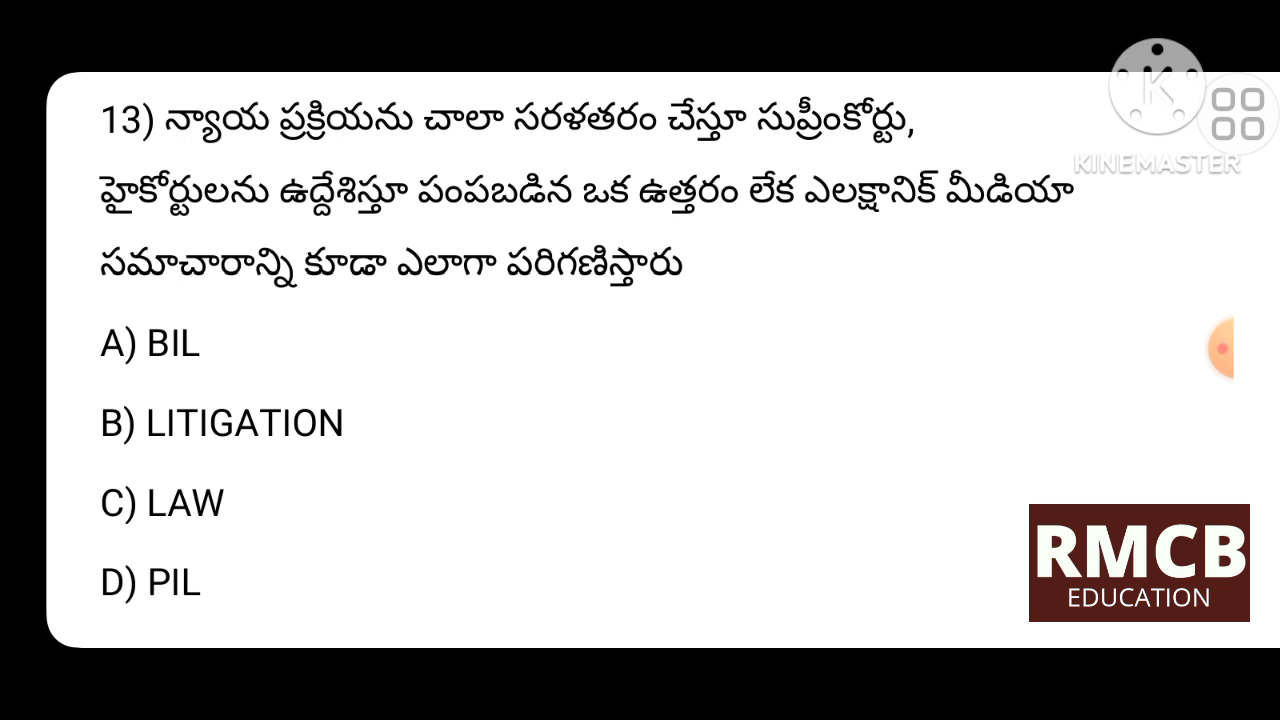 13) న్యాయ ప్రక్రియను చాలా సరళతరం చేస్తూ సుప్రీంకోర్టు,
K
KINEMASTER
హైకోర్టులను ఉద్దేశిస్తూ పంపబడిన ఒక ఉత్తరం లేక ఎలక్షానిక్ మీడియా
సమాచారాన్ని కూడా ఎలాగా పరిగణిస్తారు
A) BIL
B) LITIGATION
C) LAW
D) PIL
RMCB
EDUCATION